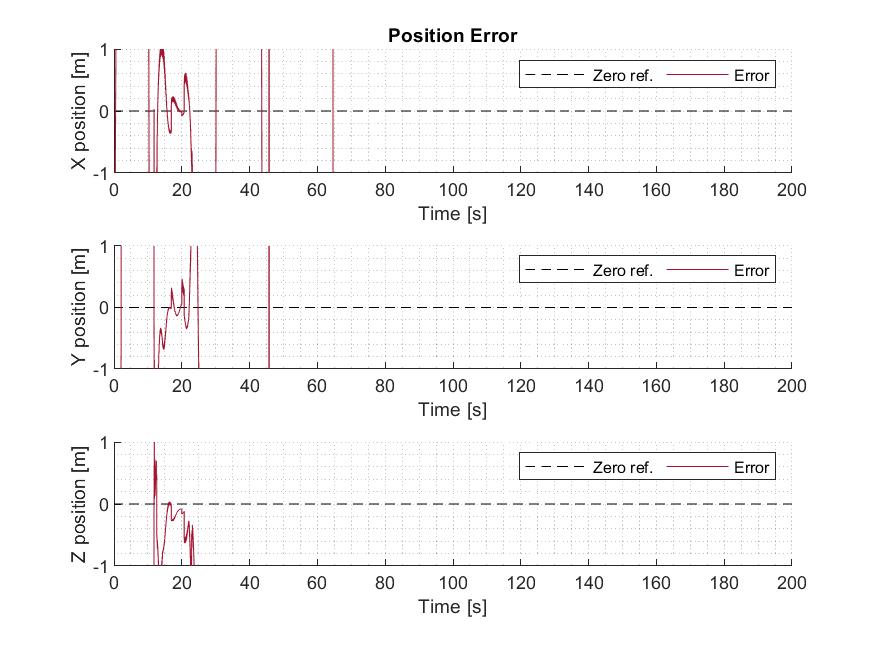 Position Error
1
0
-1
X position [m]
Zero ref.
Error
0 20 40 60 80 100 120 140 160 180 200
Time [s]
1
0
-1
Y position [m]
Zero ref.
Error
0 20 40 60 80 100 120 140 160 180 200
Time [s]
1
0
-1
Z position [m]
Zero ref.
Error
0 20 40 60 80 100 120 140 160 180 200
Time [s]